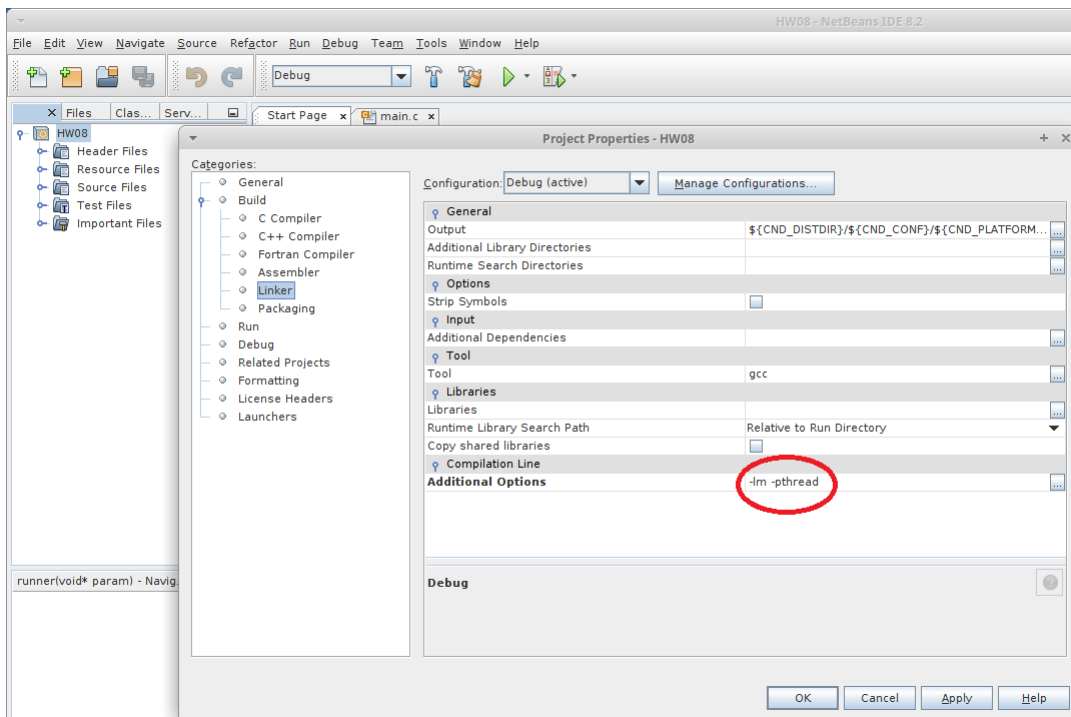 HW08 - NetBeans IDE 8.2
File Edit View Navigate Source Refactor Run Debug Team Tools Window Help
Debug
Files Clas... Serv... Start Page main.c
HW08
Header Files
Resource Files
Source Files
Test Files
Important Files
runner(void* param) - Navig
Project Properties - HW08
Categories:
General
Build
C Compiler
C++ Compiler
Fortran Compiler
Assembler
Linker
Packaging
Run
Debug
Related Projects
Formatting
License Headers
Launchers
Configuration: Debug (active) Manage Configurations...
General
Output ${CND_DISTDIR}/${CND_CONF}/${CND_PLATFORM... ...
Additional Library Directories ...
Runtime Search Directories ...
Options
Strip Symbols
Input
Additional Dependencies ...
Tool
Tool gcc ...
Libraries
Libraries ...
Runtime Library Search Path Relative to Run Directory
Copy shared libraries
Compilation Line
Additional Options -lm -pthread ...
Debug
OK Cancel Apply Help